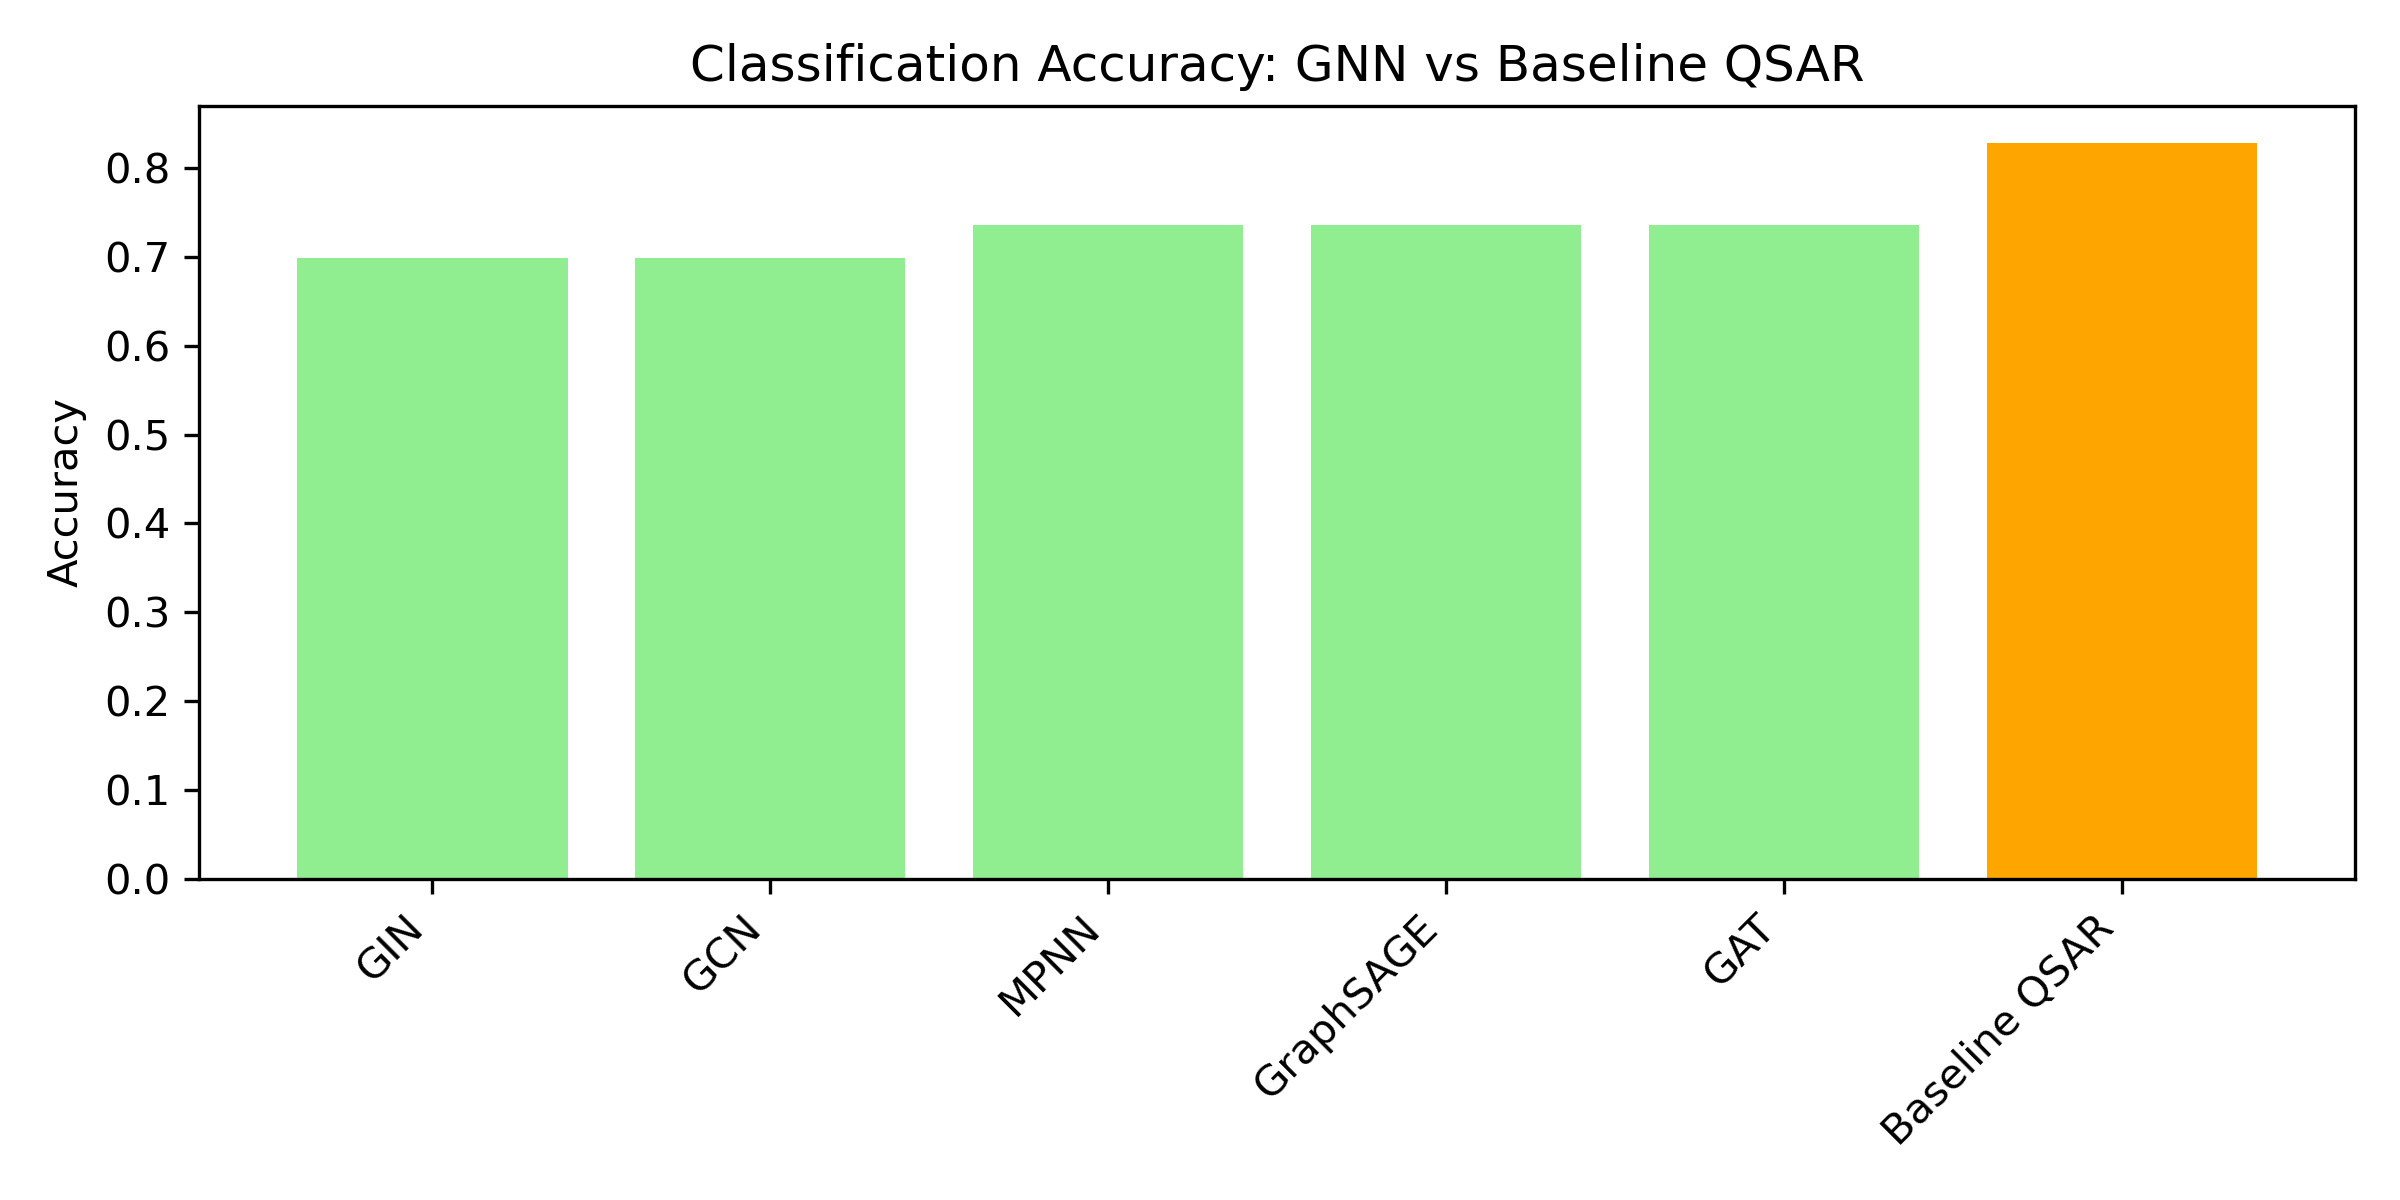 Classification Accuracy: GNN vs Baseline QSAR
Accuracy
0.8
0.7
0.6
0.5
0.4
0.3
0.2
0.1
0.0
GIN
GCN
MPNN
GraphSAGE
GAT
Baseline QSAR